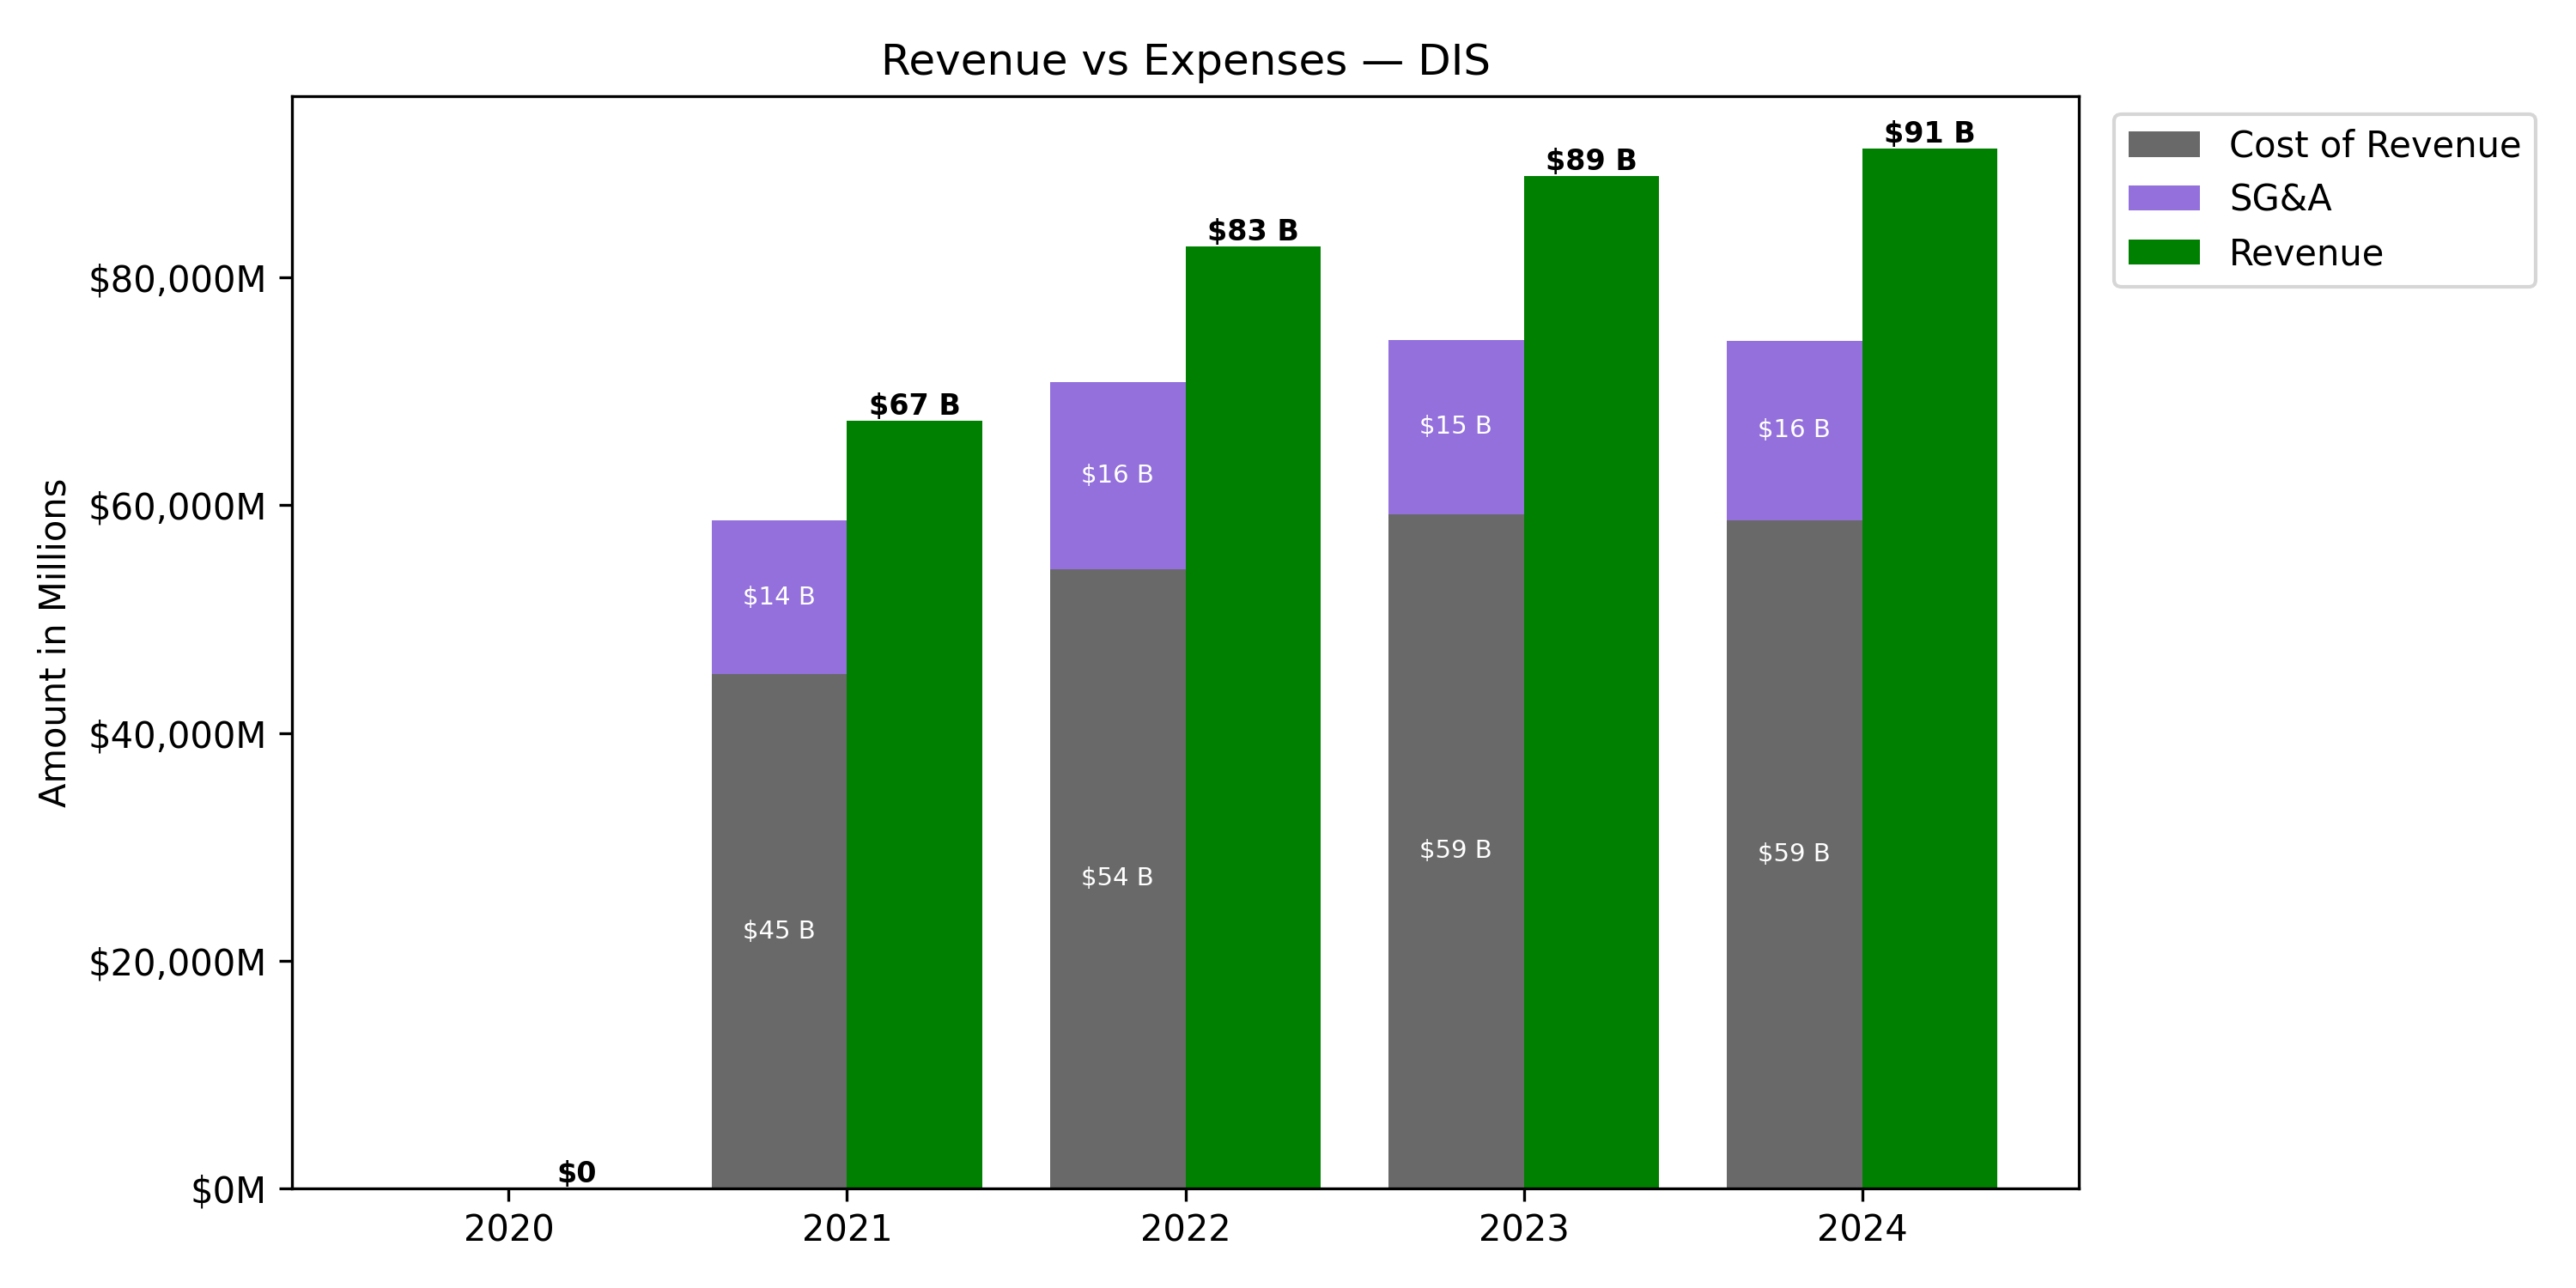 Revenue vs Expenses — DIS
Cost of Revenue
SG&A
Revenue
Amount in Millions
$80,000M
$60,000M
$40,000M
$20,000M
$0M
$0
$67 B
$14 B
$45 B
$83 B
$16 B
$54 B
$89 B
$15 B
$59 B
$91 B
$16 B
$59 B
2020 2021 2022 2023 2024